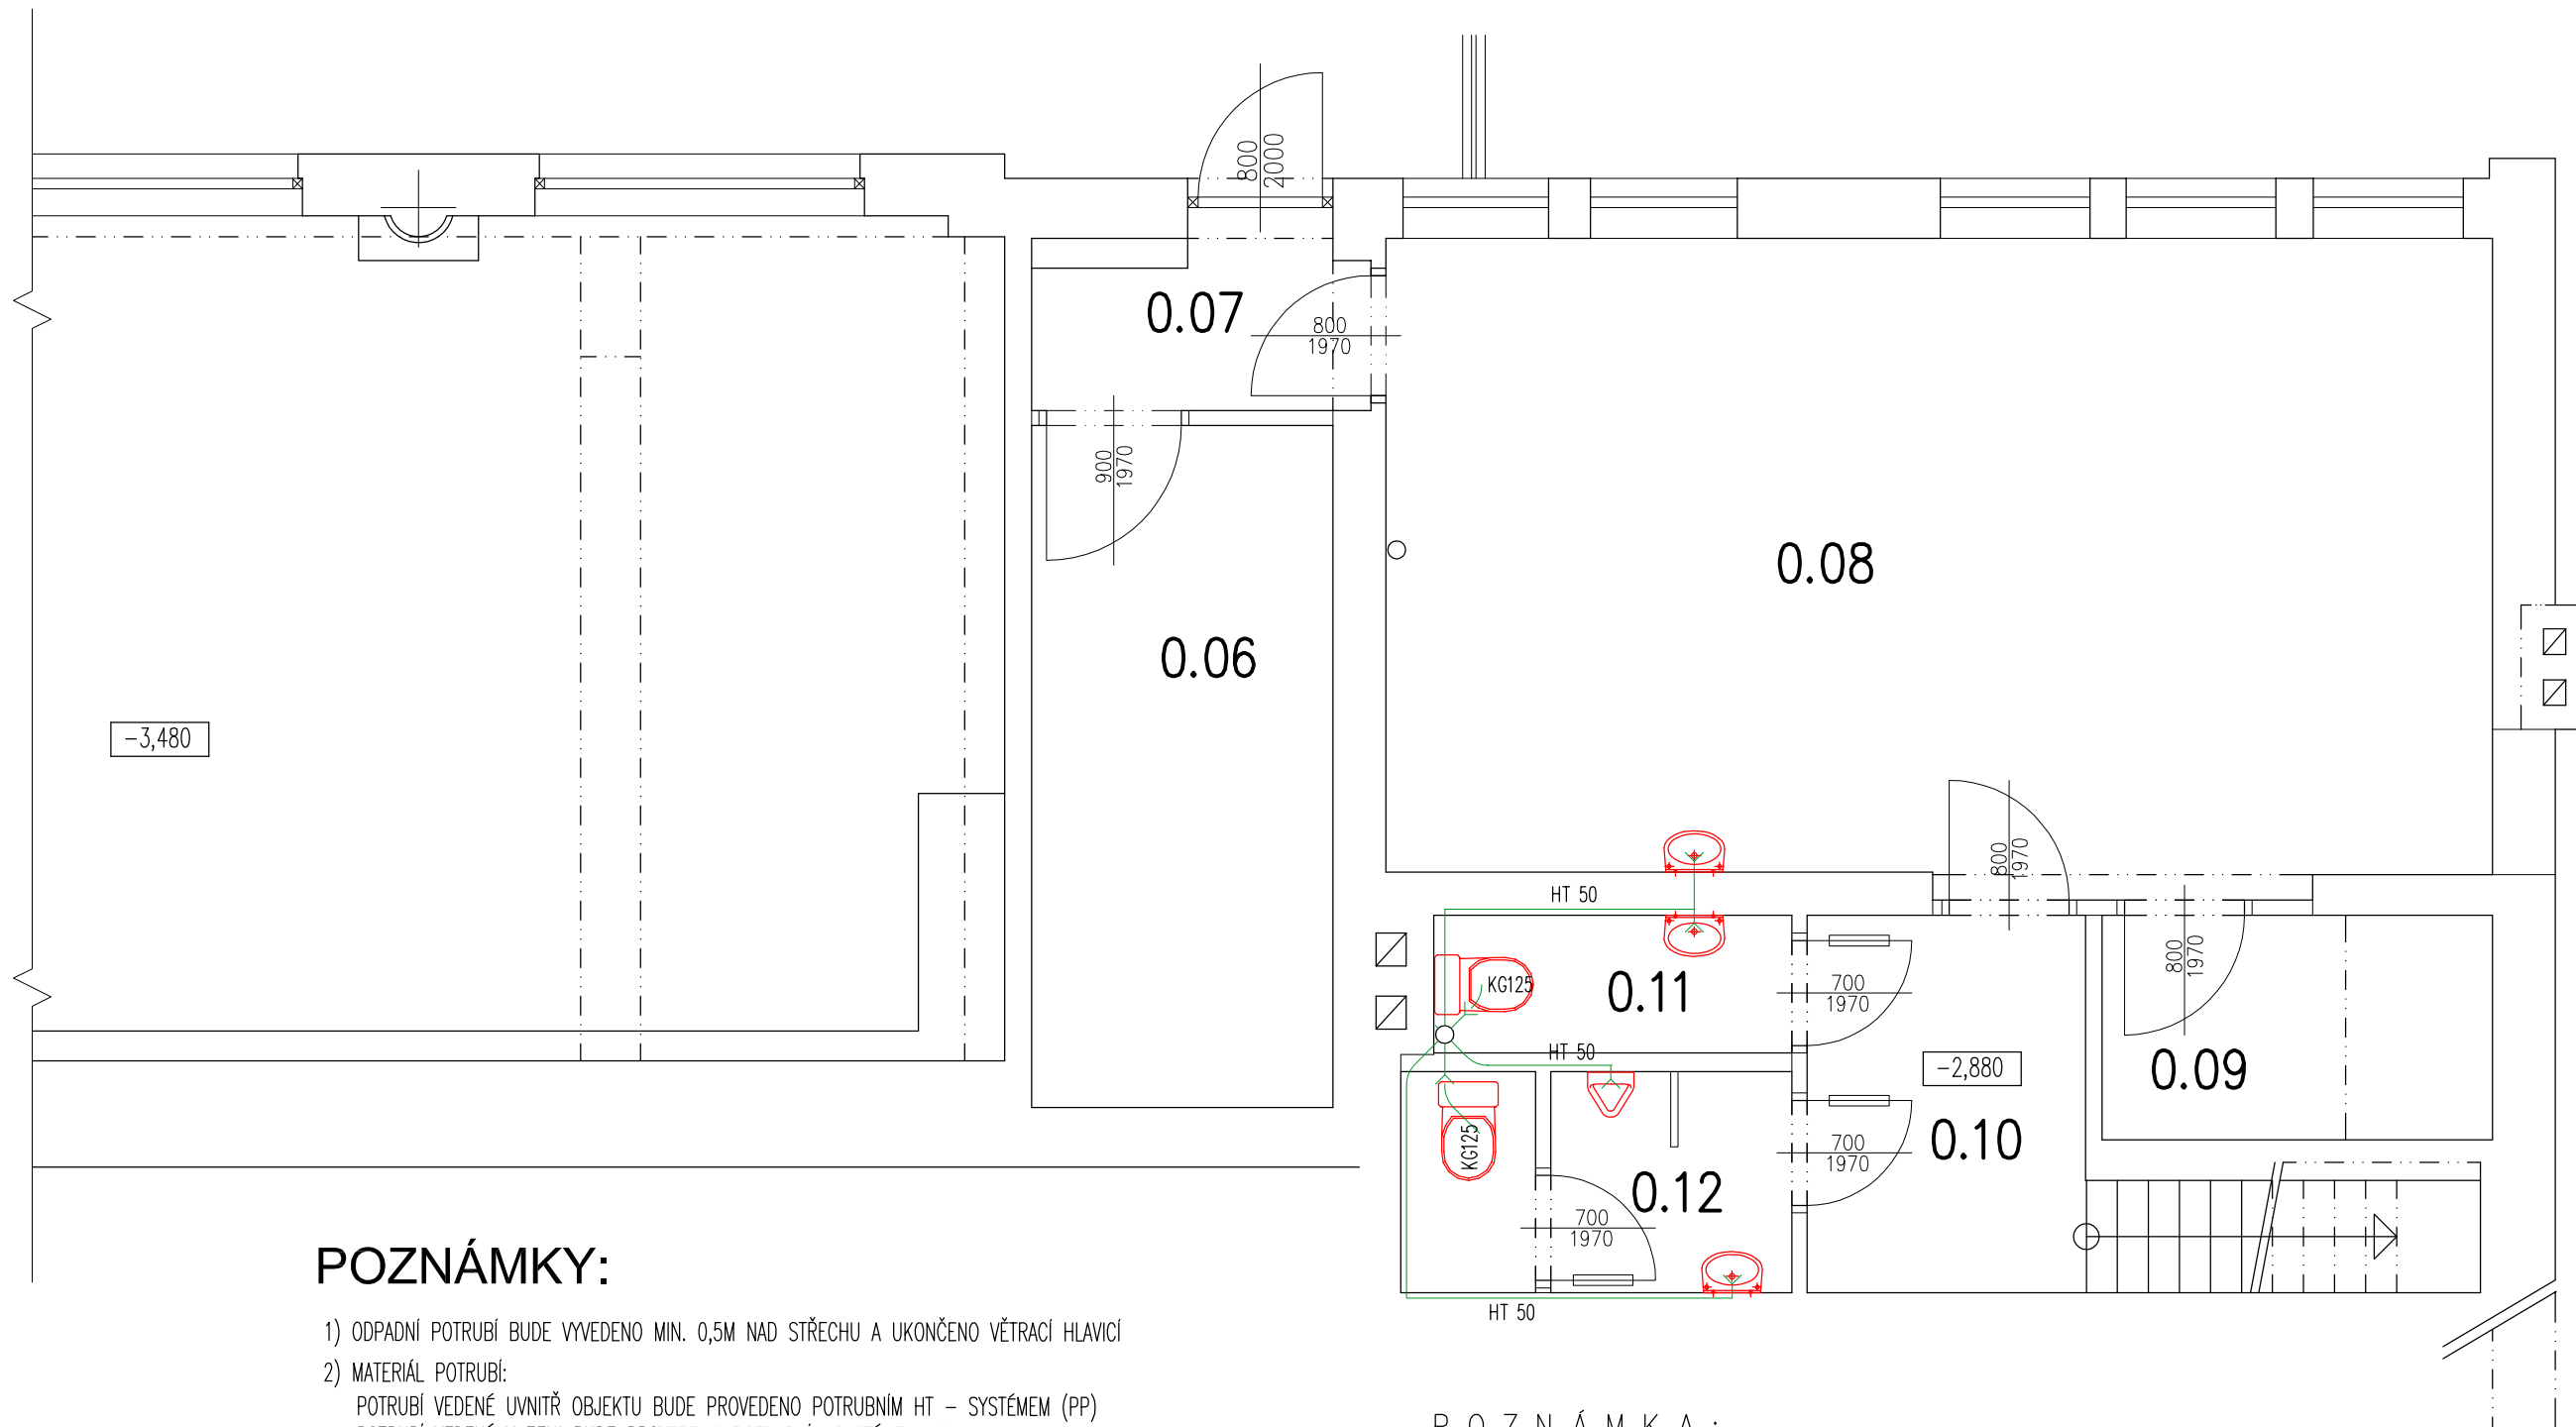 800
2000
0.07
800
1970
900
1970
0.08
0.06
-3,480
800
1970
HT 50
KG125
0.11
700
1970
800
1970
HT 50
-2,880
0.09
KG125
700
1970
0.10
0.12
700
1970
HT 50
POZNÁMKY:
1) ODPADNÍ POTRUBÍ BUDE VYVEDENO MIN. 0,5M NAD STŘECHU A UKONČENO VĚTRACÍ HLAVICÍ
2) MATERIÁL POTRUBÍ:
POTRUBÍ VEDENÉ UVNITŘ OBJEKTU BUDE PROVEDENO POTRUBNÍM HT – SYSTÉMEM (PP)
P O Z N Á M K A :